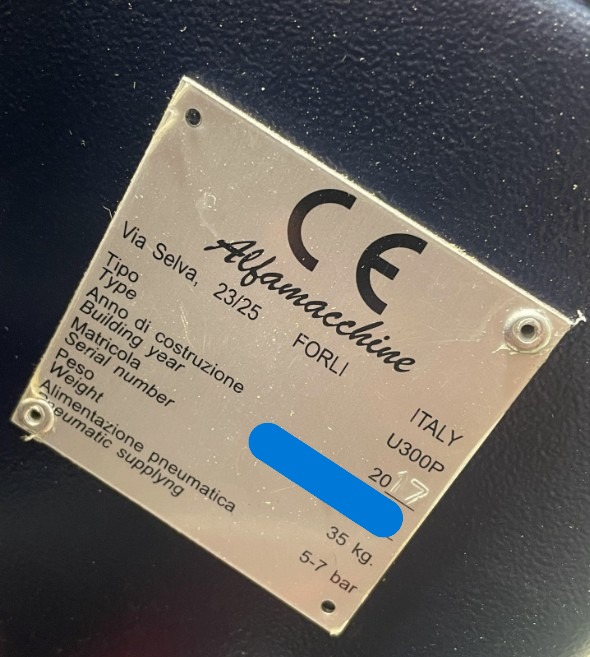 CE
Alfamacchine
Via Selva, 23/25 FORLI ITALY
Tipo
Type U300P
Anno di costruzione
Building year 2017
Matricola
Serial number
Peso
Weight 35 kg.
Alimentazione pneumatica
Pneumatic supplyng 5-7 bar